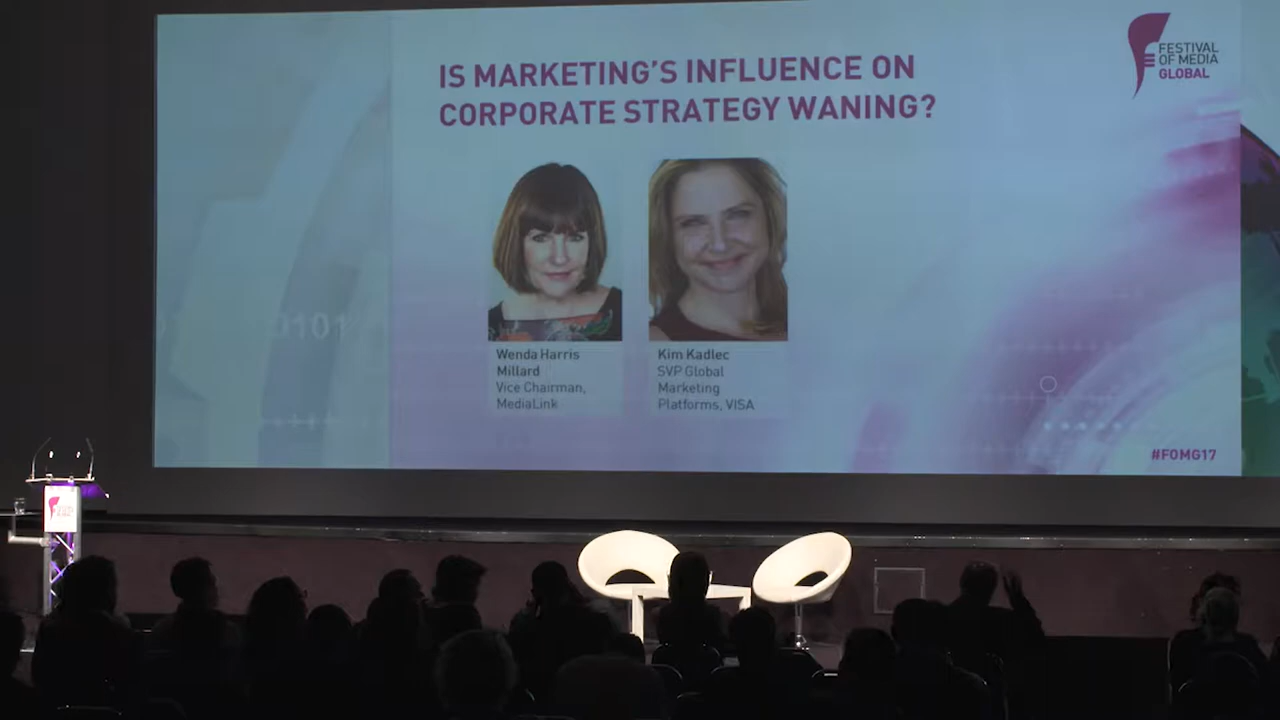 IS MARKETING'S INFLUENCE ON
CORPORATE STRATEGY WANING?
FESTIVAL
OF MEDIA
GLOBAL
Wenda Harris
Millard
Vice Chairman,
MediaLink
Kim Kadlec
SVP Global
Marketing
Platforms, VISA
0101
#FOMG17